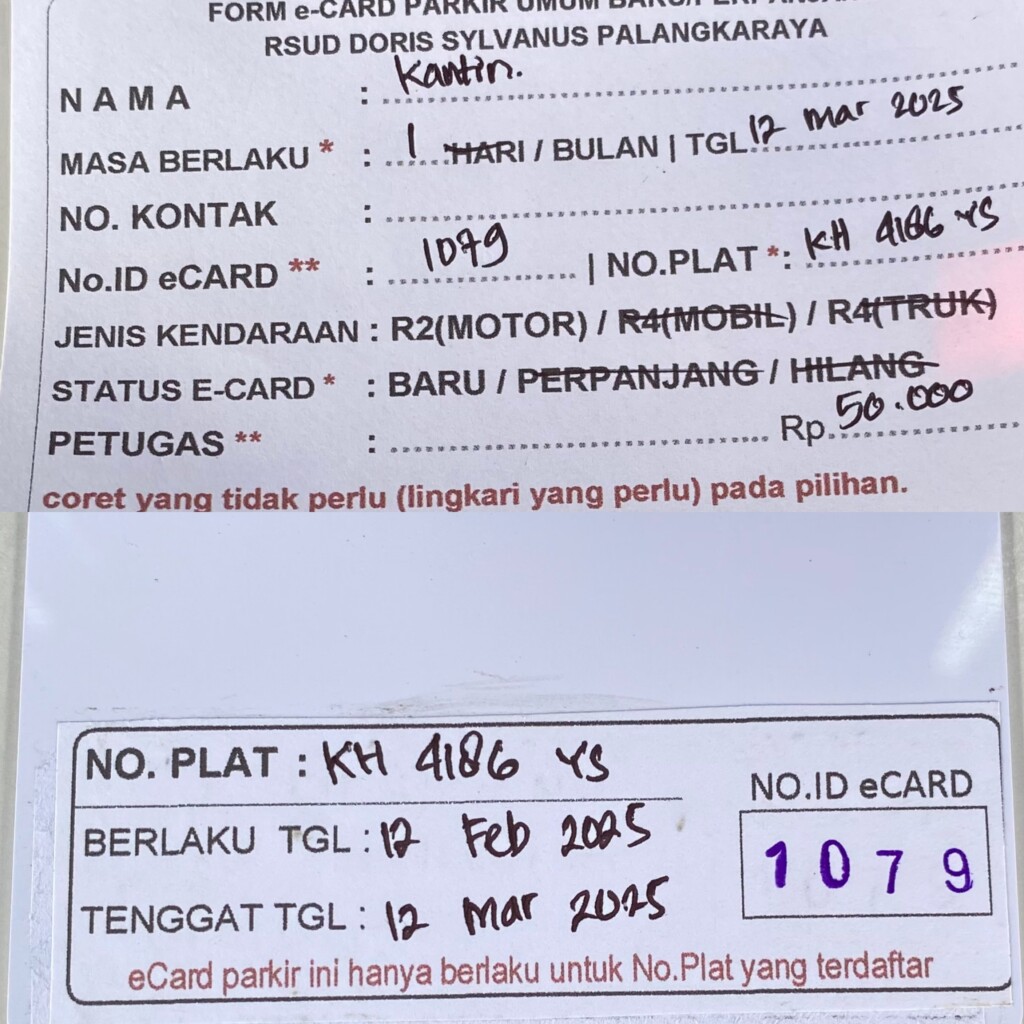 FORM e-CARD PARKIR UMUM
RSUD DORIS SYLVANUS PALANGKARAYA
NAMA : Kantin.
MASA BERLAKU * : 1 HARI / BULAN | TGL 12 Mar 2025
NO. KONTAK :
No.ID eCARD ** : 1079 | NO.PLAT *: KH 4186 YS
JENIS KENDARAAN : R2(MOTOR) / R4(MOBIL) / R4(TRUK)
STATUS E-CARD * : BARU / PERPANJANG / HILANG
PETUGAS ** : Rp. 50.000
coret yang tidak perlu (lingkari yang perlu) pada pilihan.
NO. PLAT : KH 4186 YS
BERLAKU TGL : 12 Feb 2025
TENGGAT TGL : 12 Mar 2025
NO.ID eCARD
1079
eCard parkir ini hanya berlaku untuk No.Plat yang terdaftar